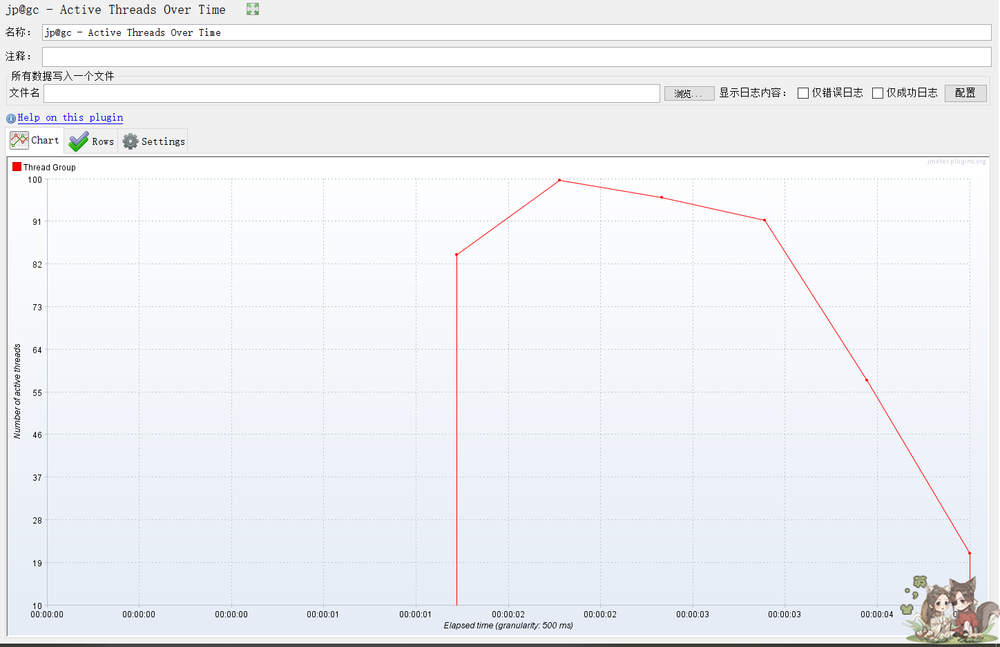 jp@gc - Active Threads Over Time
名称： jp@gc - Active Threads Over Time
注释：
所有数据写入一个文件
文件名 浏览... 显示日志内容： 仅错误日志 仅成功日志 配置
Help on this plugin
Chart Rows Settings
Thread Group
jmeter-plugins.org
100
91
82
73
64
55
46
37
28
19
10
Number of active threads
00:00:00 00:00:00 00:00:00 00:00:01 00:00:01 00:00:02 00:00:02 00:00:03 00:00:03 00:00:04
Elapsed time (granularity: 500 ms)
英